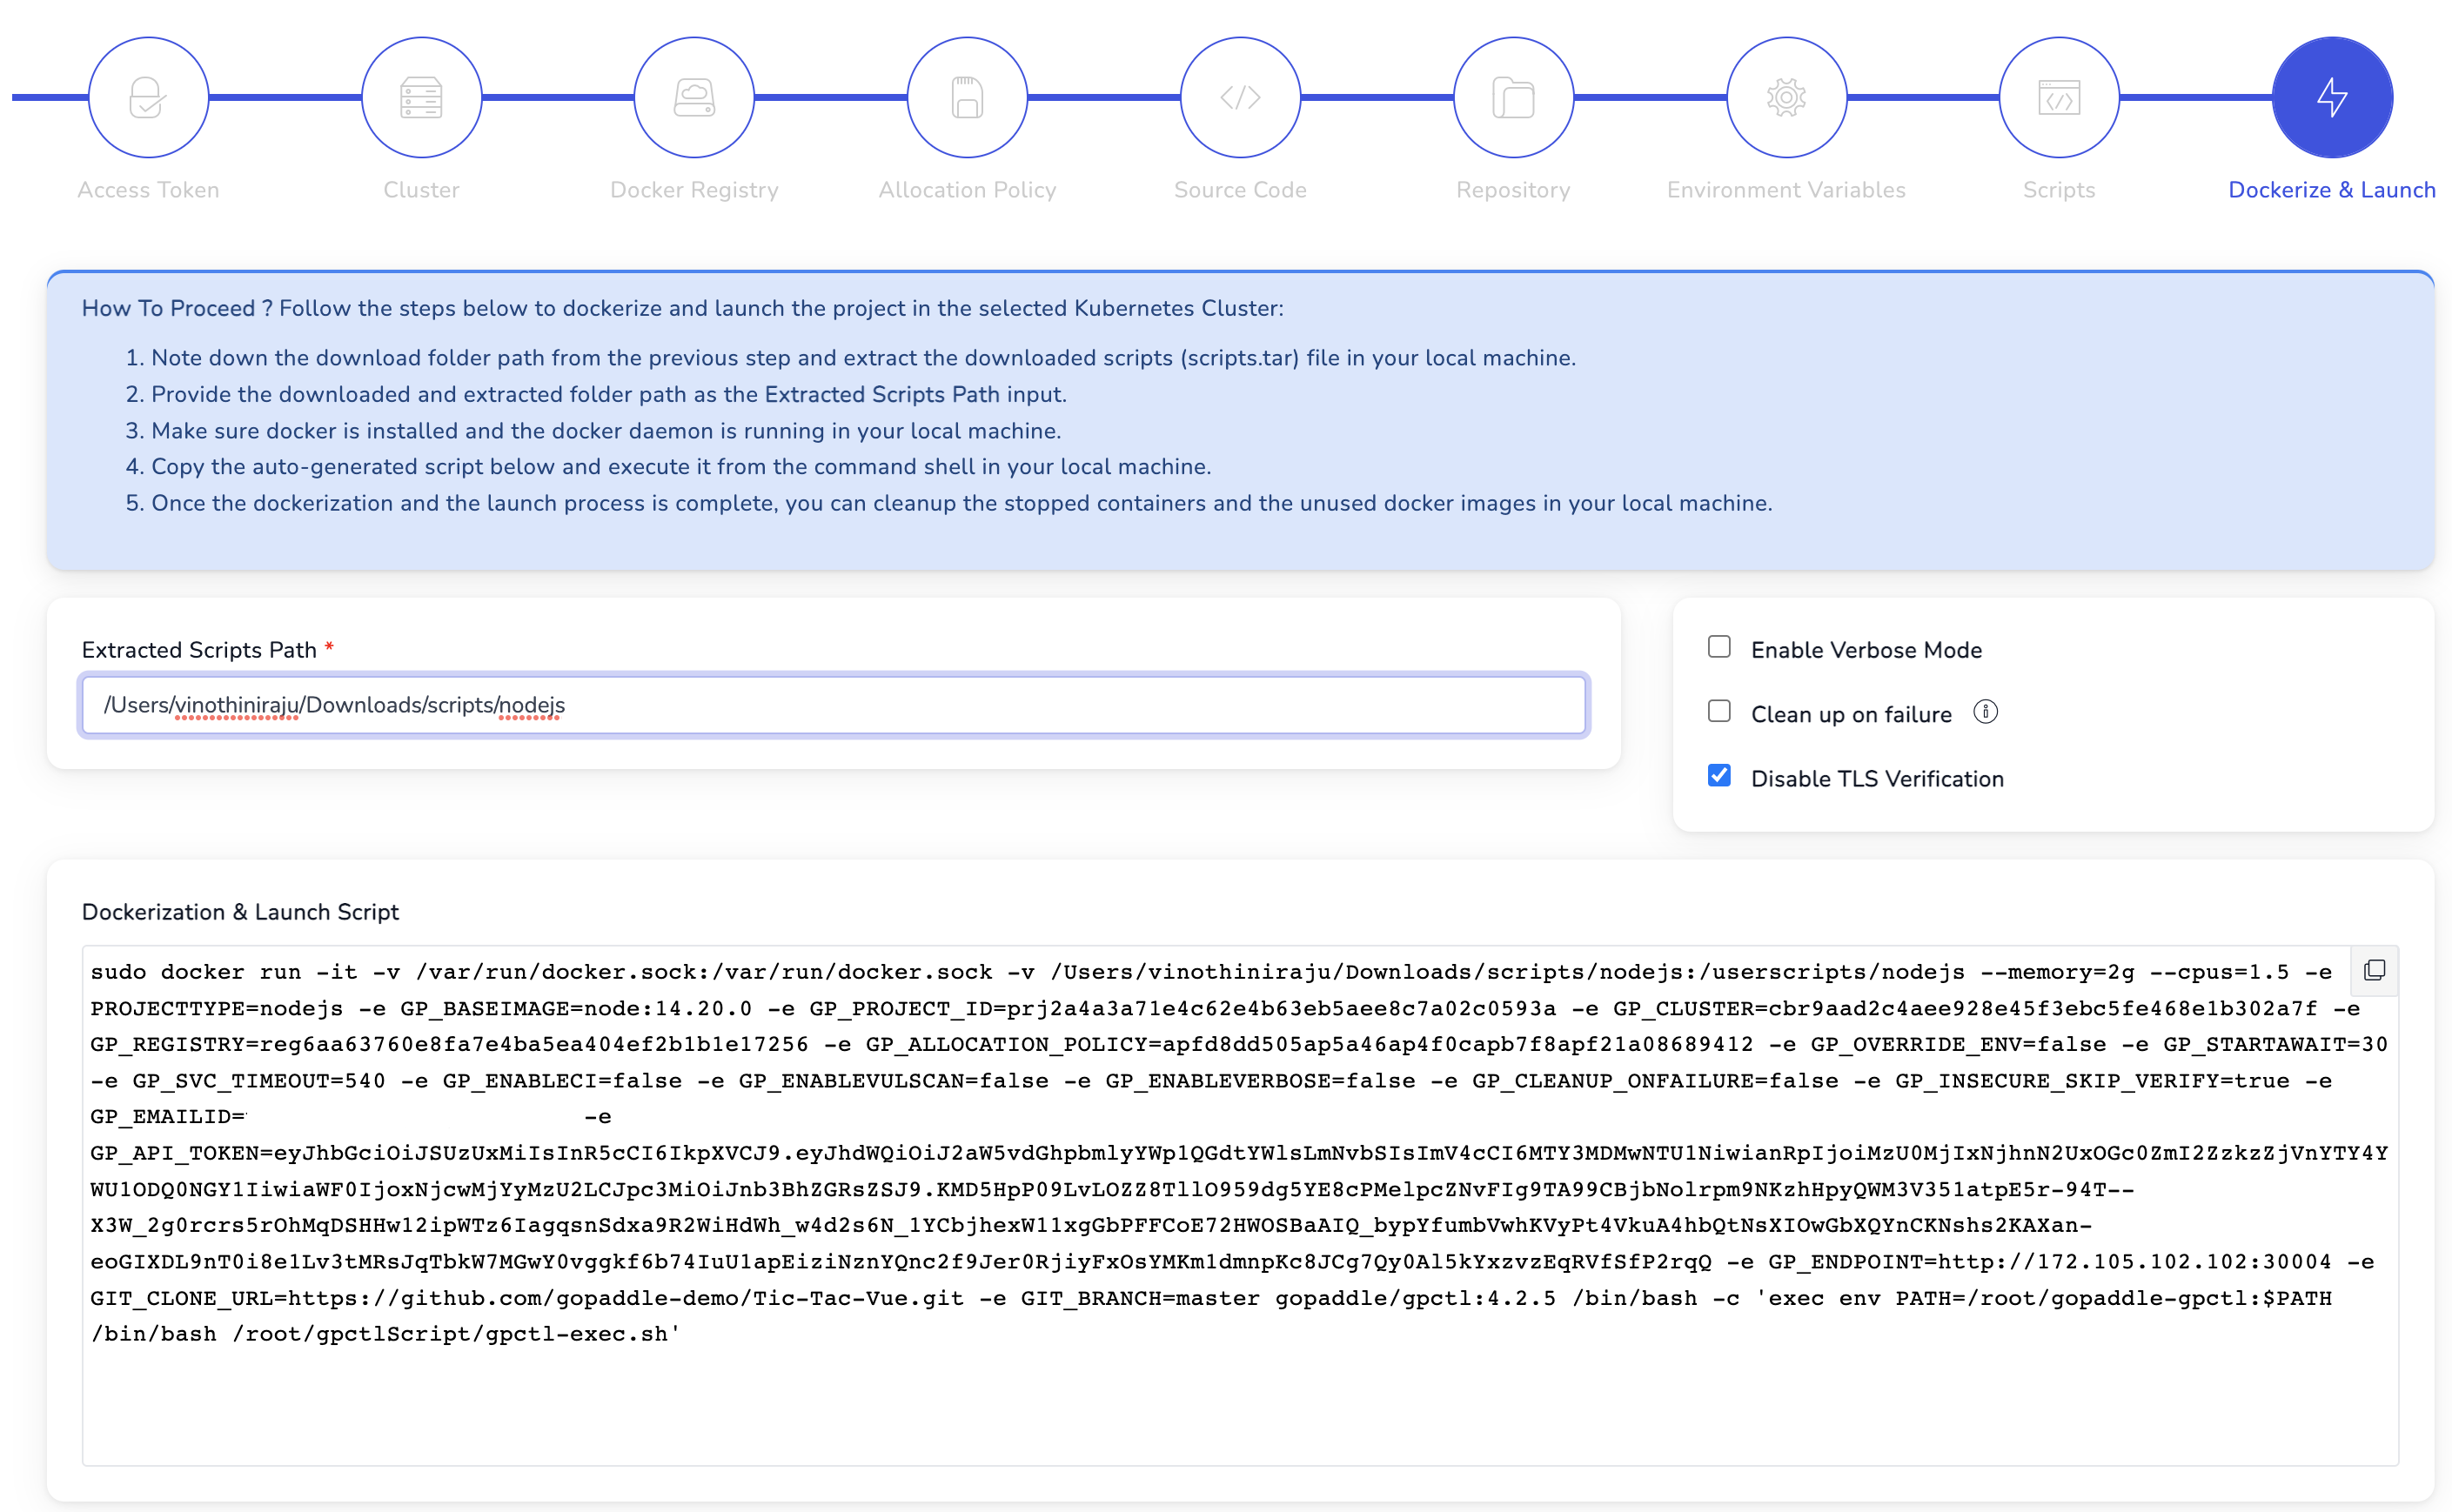 Access Token
Cluster
Docker Registry
Allocation Policy
Source Code
Repository
Environment Variables
Scripts
Dockerize & Launch
How To Proceed ? Follow the steps below to dockerize and launch the project in the selected Kubernetes Cluster:
1. Note down the download folder path from the previous step and extract the downloaded scripts (scripts.tar) file in your local machine.
2. Provide the downloaded and extracted folder path as the Extracted Scripts Path input.
3. Make sure docker is installed and the docker daemon is running in your local machine.
4. Copy the auto-generated script below and execute it from the command shell in your local machine.
5. Once the dockerization and the launch process is complete, you can cleanup the stopped containers and the unused docker images in your local machine.
Extracted Scripts Path *
/Users/vinothiniraju/Downloads/scripts/nodejs
Enable Verbose Mode
Clean up on failure
Disable TLS Verification
Dockerization & Launch Script
sudo docker run -it -v /var/run/docker.sock:/var/run/docker.sock -v /Users/vinothiniraju/Downloads/scripts/nodejs:/userscripts/nodejs --memory=2g --cpus=1.5 -e
PROJECTTYPE=nodejs -e GP_BASEIMAGE=node:14.20.0 -e GP_PROJECT_ID=prj2a4a3a71e4c62e4b63eb5aee8c7a02c0593a -e GP_CLUSTER=cbr9aad2c4aee928e45f3ebc5fe468e1b302a7f -e
GP_REGISTRY=reg6aa63760e8fa7e4ba5ea404ef2b1b1e17256 -e GP_ALLOCATION_POLICY=apfd8dd505ap5a46ap4f0capb7f8apf21a08689412 -e GP_OVERRIDE_ENV=false -e GP_STARTAWAIT=30
-e GP_SVC_TIMEOUT=540 -e GP_ENABLECI=false -e GP_ENABLEVULSCAN=false -e GP_ENABLEVERBOSE=false -e GP_CLEANUP_ONFAILURE=false -e GP_INSECURE_SKIP_VERIFY=true -e
GP_EMAILID= -e
GP_API_TOKEN=eyJhbGciOiJSUzUxMiIsInR5cCI6IkpXVCJ9.eyJhdWQiOiJ2aW5vdGhpbmlyYWp1QGdtYWlsLmNvbSIsImV4cCI6MTY3MDMwNTU1NiwianRpIjoiMzU0MjIxNjhnN2UxOGc0ZmI2ZzkzZjVnYTY4Y
WU1ODQ0NGY1IiwiaWF0IjoxNjcwMjYyMzU2LCJpc3MiOiJnb3BhZGRsZSJ9.KMD5HpP09LvLOZZ8TllO959dg5YE8cPMelpcZNvFIg9TA99CBjbNolrpm9NKzhHpyQWM3V351atpE5r-94T--
X3W_2g0rcrs5rOhMqDSHHw12ipWTz6IagqsnSdxa9R2WiHdWh_w4d2s6N_1YCbjhexW11xgGbPFFCoE72HWOSBaAIQ_bypYfumbVwhKVyPt4VkuA4hbQtNsXIOwGbXQYnCKNshs2KAXan-
eoGIXDL9nT0i8e1Lv3tMRsJqTbkW7MGwY0vggkf6b74IuU1apEiziNznYQnc2f9Jer0RjiyFxOsYMKm1dmnpKc8JCg7Qy0Al5kYxzvzEqRVfSfP2rqQ -e GP_ENDPOINT=http://172.105.102.102:30004 -e
GIT_CLONE_URL=https://github.com/gopaddle-demo/Tic-Tac-Vue.git -e GIT_BRANCH=master gopaddle/gpctl:4.2.5 /bin/bash -c 'exec env PATH=/root/gopaddle-gpctl:$PATH
/bin/bash /root/gpctlScript/gpctl-exec.sh'